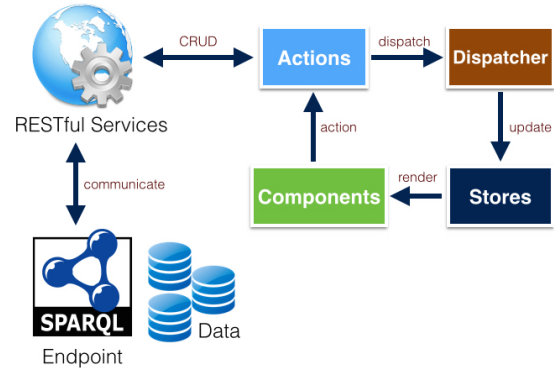 CRUD
Actions
dispatch
Dispatcher
RESTful Services
action
update
communicate
Components
render
Stores
SPARQL
Data
Endpoint